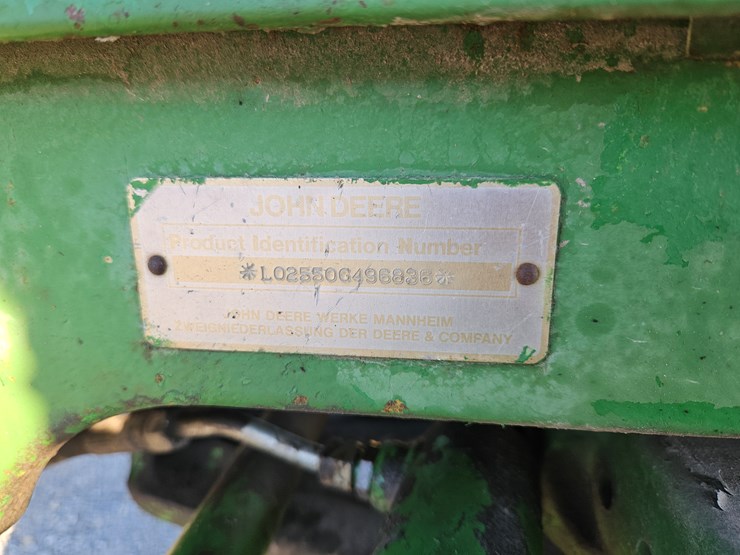 JOHN DEERE
Product Identification Number
*L02550G496836*
JOHN DEERE WERKE MANNHEIM
ZWEIGNIEDERLASSUNG DER DEERE & COMPANY